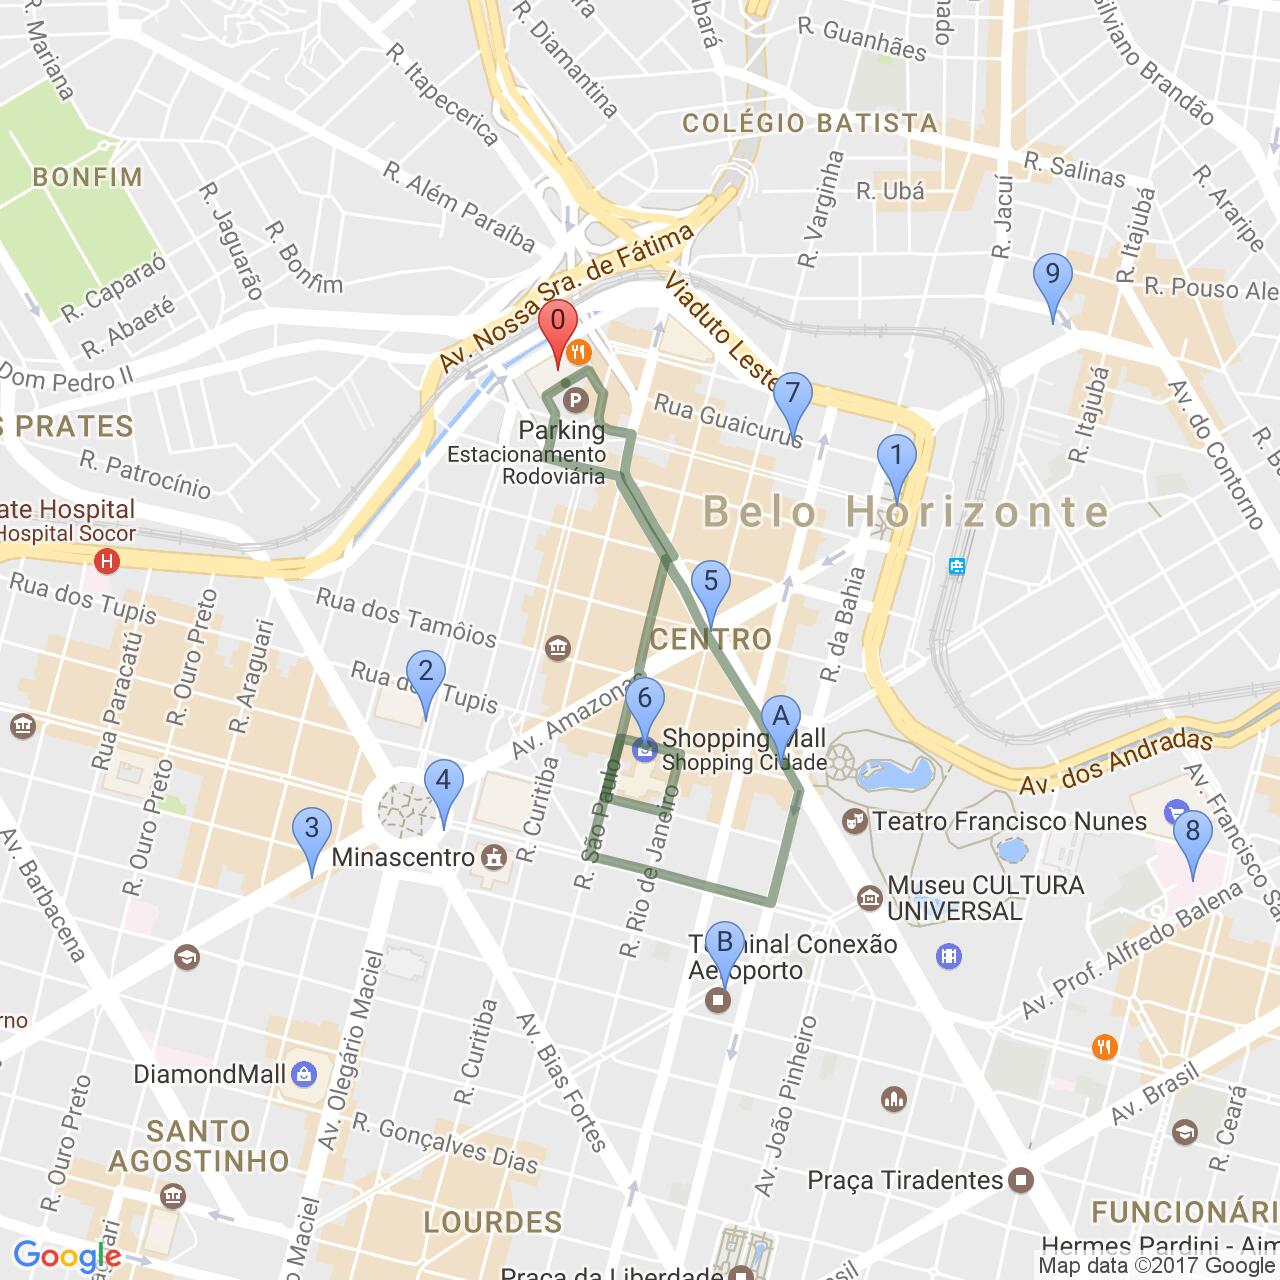 R. Mariana
R. Itapecerica
R. Diamantina
R. Guanhães
COLÉGIO BATISTA
Silviano Brandão
R. Salinas
R. Araripe
BONFIM
R. Além Paraíba
R. Jaguarão
R. Bonfim
R. Varginha
R. Ubá
R. Jacuí
R. Itajubá
R. Caparaó
R. Abaeté
Av. Nossa Sra. de Fátima
Viaduto Leste
9
R. Pouso Ale
0
Dom Pedro II
S PRATES
R. Patrocínio
Parking
Estacionamento
Rodoviária
P
Rua Guaicurus
7
1
R. Itajubá
Av. do Contorno
Belo Horizonte
ate Hospital
Hospital Socor
H
Rua dos Tupis
R. Ouro Preto
Rua Paracatu
R. Araguari
Rua dos Tamóios
Rua dos Tupis
2
5
CENTRO
R. da Bahia
Av. Amazonas
6
A
Shopping Mall
Shopping Cidade
Av. dos Andradas
Av. Francisco Sa
4
3
R. Ouro Preto
R. Curitiba
R. São Paulo
R. Rio de Janeiro
Minascentro
Teatro Francisco Nunes
8
Av. Barbacena
Museu CULTURA
UNIVERSAL
Av. Prof. Alfredo Balena
B
Terminal Conexão
Aeroporto
rno
Av. Olegário Maciel
R. Curitiba
Av. Bias Fortes
Av. João Pinheiro
DiamondMall
R. Ouro Preto
SANTO
AGOSTINHO
R. Gonçalves Dias
Av. Brasil
R. Ceará
Praça Tiradentes
LOURDES
FUNCIONÁRI
Hermes Pardini - Aim
Praça da Liberdade
Google
Map data ©2017 Google